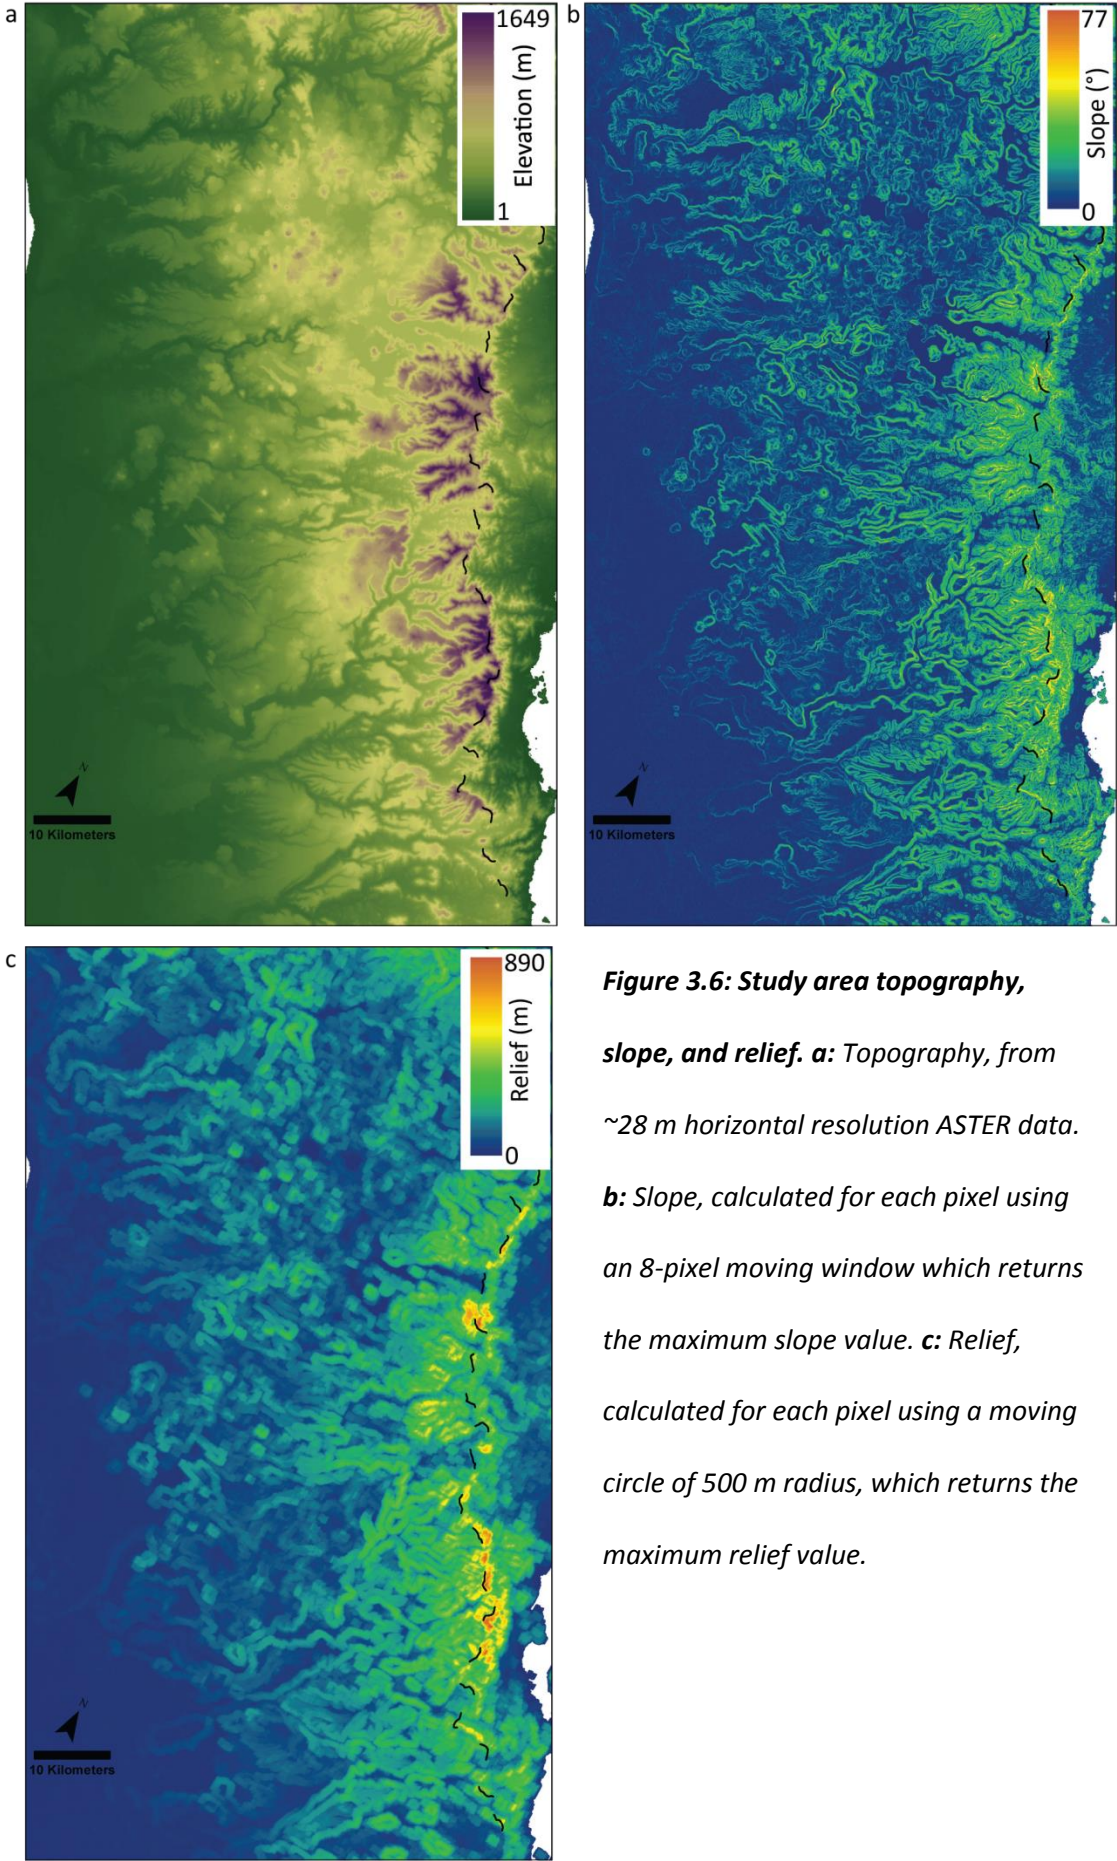 a
1649
Elevation (m)
1
N
10 Kilometers
b
77
Slope (°)
0
N
10 Kilometers
c
890
Relief (m)
0
N
10 Kilometers
Figure 3.6: Study area topography,
slope, and relief. a: Topography, from
~28 m horizontal resolution ASTER data.
b: Slope, calculated for each pixel using
an 8-pixel moving window which returns
the maximum slope value. c: Relief,
calculated for each pixel using a moving
circle of 500 m radius, which returns the
maximum relief value.